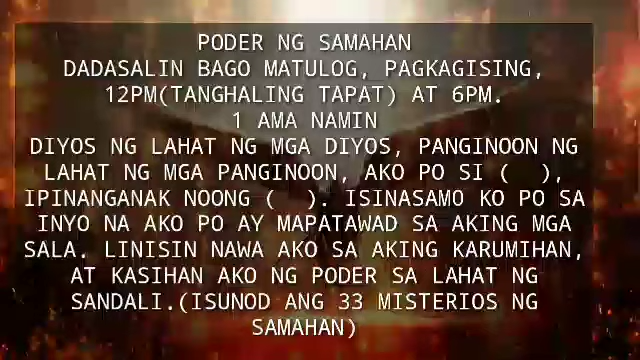 PODER NG SAMAHAN
DADASALIN BAGO MATULOG, PAGKAGISING,
12PM(TANGHALING TAPAT) AT 6PM.
1 AMA NAMIN
DIYOS NG LAHAT NG MGA DIYOS, PANGINOON NG
LAHAT NG MGA PANGINOON, AKO PO SI (  ),
IPINANGANAK NOONG (  ). ISINASAMO KO PO SA
INYO NA AKO PO AY MAPATAWAD SA AKING MGA
SALA. LINISIN NAWA AKO SA AKING KARUMIHAN,
AT KASIHAN AKO NG PODER SA LAHAT NG
SANDALI.(ISUNOD ANG 33 MISTERIOS NG
SAMAHAN)